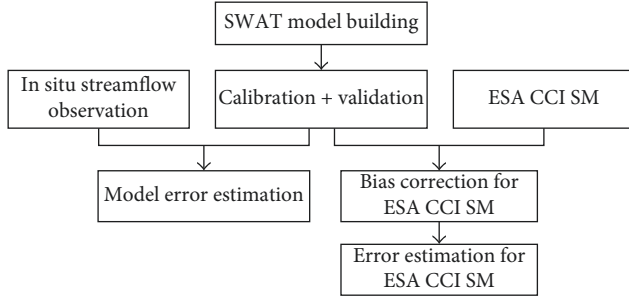 SWAT model building
In situ streamflow
observation
Calibration + validation
ESA CCI SM
Model error estimation
Bias correction for
ESA CCI SM
Error estimation for
ESA CCI SM